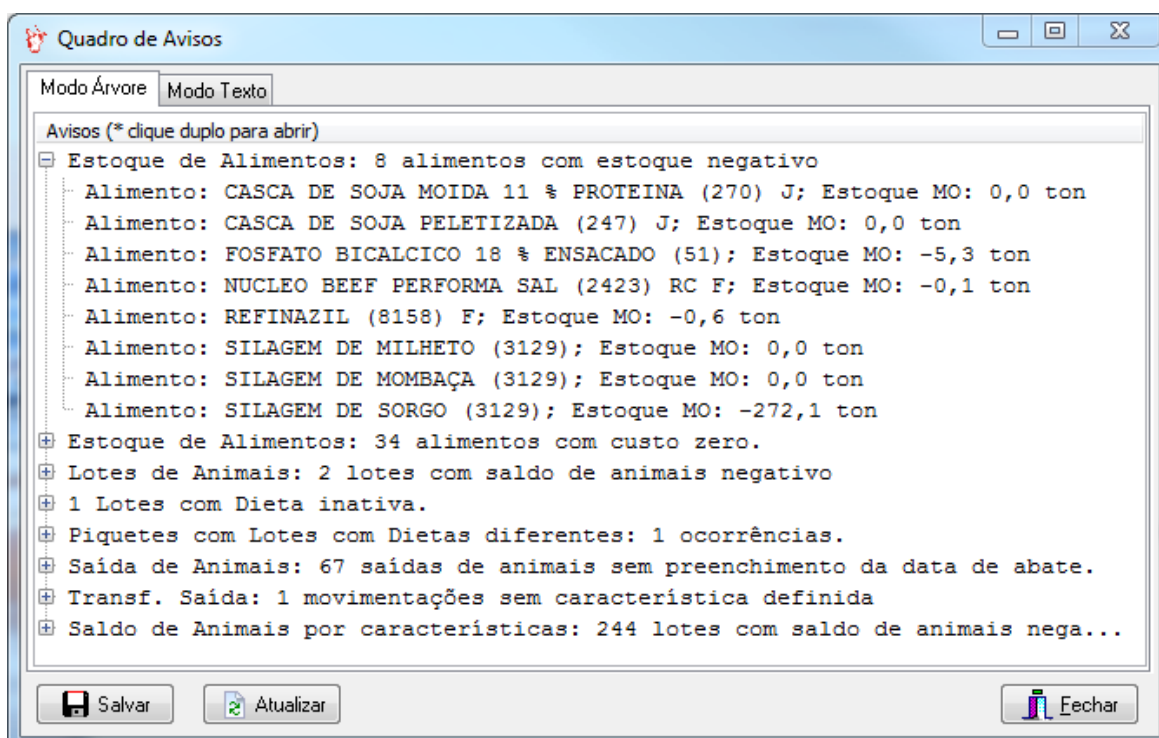 Quadro de Avisos
Modo Árvore Modo Texto
Avisos (* clique duplo para abrir)
Estoque de Alimentos: 8 alimentos com estoque negativo
Alimento: CASCA DE SOJA MOIDA 11 % PROTEINA (270) J; Estoque MO: 0,0 ton
Alimento: CASCA DE SOJA PELETIZADA (247) J; Estoque MO: 0,0 ton
Alimento: FOSFATO BICALCICO 18 % ENSACADO (51); Estoque MO: -5,3 ton
Alimento: NUCLEO BEEF PERFORMA SAL (2423) RC F; Estoque MO: -0,1 ton
Alimento: REFINAZIL (8158) F; Estoque MO: -0,6 ton
Alimento: SILAGEM DE MILHETO (3129); Estoque MO: 0,0 ton
Alimento: SILAGEM DE MOMBAÇA (3129); Estoque MO: 0,0 ton
Alimento: SILAGEM DE SORGO (3129); Estoque MO: -272,1 ton
Estoque de Alimentos: 34 alimentos com custo zero.
Lotes de Animais: 2 lotes com saldo de animais negativo
1 Lotes com Dieta inativa.
Piquetes com Lotes com Dietas diferentes: 1 ocorrências.
Saída de Animais: 67 saídas de animais sem preenchimento da data de abate.
Transf. Saída: 1 movimentações sem característica definida
Saldo de Animais por características: 244 lotes com saldo de animais nega...
Salvar Atualizar Fechar